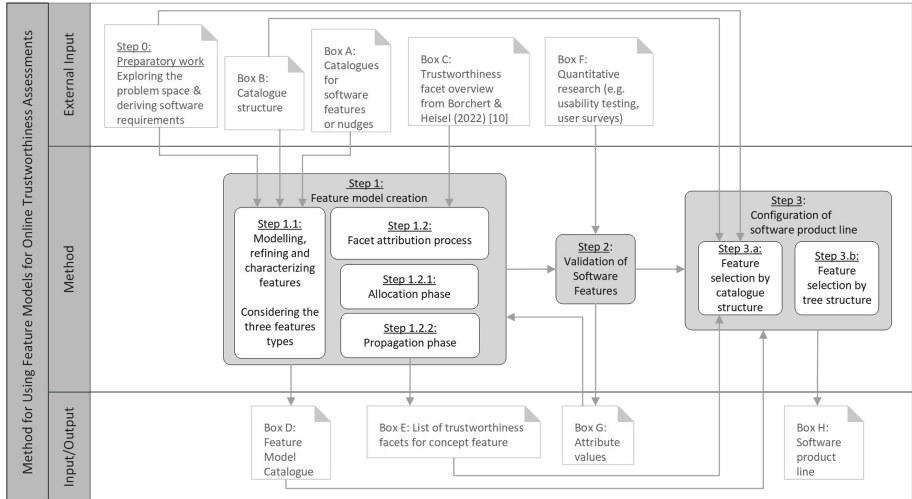 Method for Using Feature Models for Online Trustworthiness Assessments
External Input
Step 0:
Preparatory work
Exploring the
problem space &
deriving software
requirements
Box B:
Catalogue
structure
Box A:
Catalogues
for
software
features
or nudges
Box C:
Trustworthiness
facet overview
from Borchert &
Heisel (2022) [10]
Box F:
Quantitative
research (e.g.
usability testing,
user surveys)
Method
Step 1:
Feature model creation
Step 1.1:
Modelling,
refining and
characterizing
features
Considering the
three features
types
Step 1.2:
Facet attribution process
Step 1.2.1:
Allocation phase
Step 1.2.2:
Propagation phase
Step 2:
Validation of
Software
Features
Step 3:
Configuration of
software product line
Step 3.a:
Feature
selection by
catalogue
structure
Step 3.b:
Feature
selection by
tree structure
Input/Output
Box D:
Feature
Model
Catalogue
Box E: List of trustworthiness
facets for concept feature
Box G:
Attribute
values
Box H:
Software
product
line